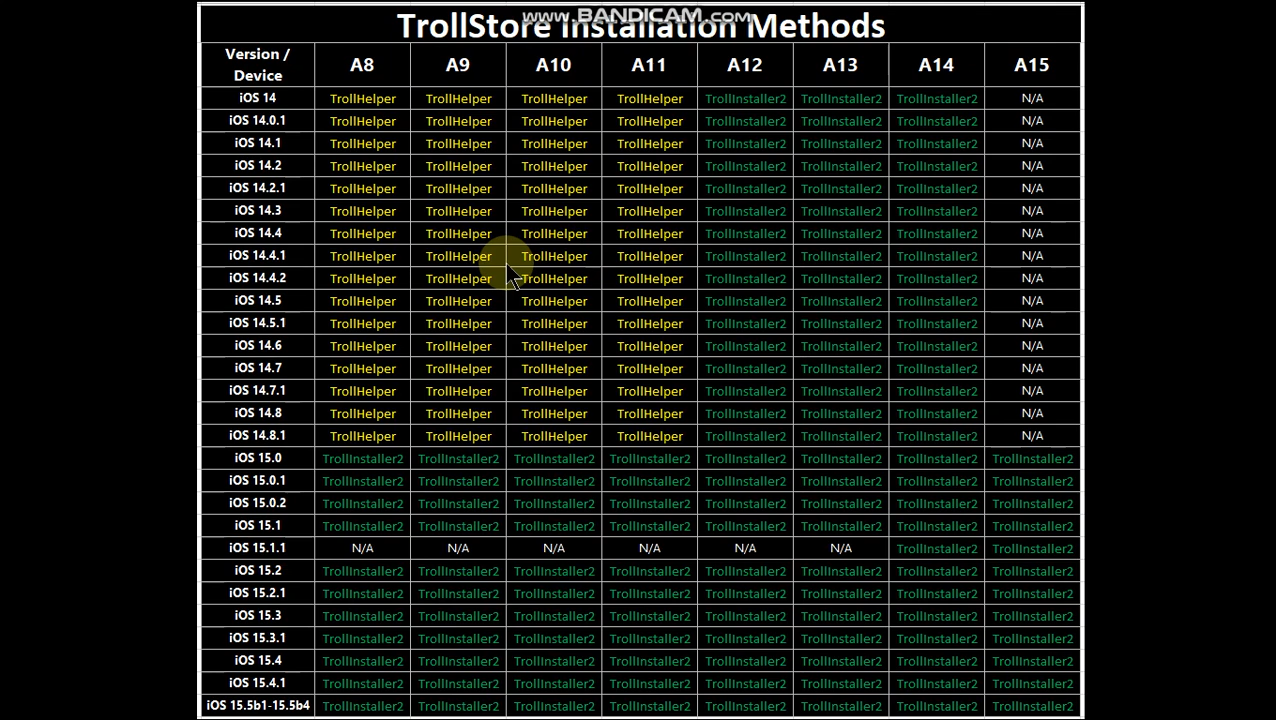 www.BANDICAM.com
TrollStore Installation Methods
Version / Device A8 A9 A10 A11 A12 A13 A14 A15
iOS 14 TrollHelper TrollHelper TrollHelper TrollHelper TrollInstaller2 TrollInstaller2 TrollInstaller2 N/A
iOS 14.0.1 TrollHelper TrollHelper TrollHelper TrollHelper TrollInstaller2 TrollInstaller2 TrollInstaller2 N/A
iOS 14.1 TrollHelper TrollHelper TrollHelper TrollHelper TrollInstaller2 TrollInstaller2 TrollInstaller2 N/A
iOS 14.2 TrollHelper TrollHelper TrollHelper TrollHelper TrollInstaller2 TrollInstaller2 TrollInstaller2 N/A
iOS 14.2.1 TrollHelper TrollHelper TrollHelper TrollHelper TrollInstaller2 TrollInstaller2 TrollInstaller2 N/A
iOS 14.3 TrollHelper TrollHelper TrollHelper TrollHelper TrollInstaller2 TrollInstaller2 TrollInstaller2 N/A
iOS 14.4 TrollHelper TrollHelper TrollHelper TrollHelper TrollInstaller2 TrollInstaller2 TrollInstaller2 N/A
iOS 14.4.1 TrollHelper TrollHelper TrollHelper TrollHelper TrollInstaller2 TrollInstaller2 TrollInstaller2 N/A
iOS 14.4.2 TrollHelper TrollHelper TrollHelper TrollHelper TrollInstaller2 TrollInstaller2 TrollInstaller2 N/A
iOS 14.5 TrollHelper TrollHelper TrollHelper TrollHelper TrollInstaller2 TrollInstaller2 TrollInstaller2 N/A
iOS 14.5.1 TrollHelper TrollHelper TrollHelper TrollHelper TrollInstaller2 TrollInstaller2 TrollInstaller2 N/A
iOS 14.6 TrollHelper TrollHelper TrollHelper TrollHelper TrollInstaller2 TrollInstaller2 TrollInstaller2 N/A
iOS 14.7 TrollHelper TrollHelper TrollHelper TrollHelper TrollInstaller2 TrollInstaller2 TrollInstaller2 N/A
iOS 14.7.1 TrollHelper TrollHelper TrollHelper TrollHelper TrollInstaller2 TrollInstaller2 TrollInstaller2 N/A
iOS 14.8 TrollHelper TrollHelper TrollHelper TrollHelper TrollInstaller2 TrollInstaller2 TrollInstaller2 N/A
iOS 14.8.1 TrollHelper TrollHelper TrollHelper TrollHelper TrollInstaller2 TrollInstaller2 TrollInstaller2 N/A
iOS 15.0 TrollInstaller2 TrollInstaller2 TrollInstaller2 TrollInstaller2 TrollInstaller2 TrollInstaller2 TrollInstaller2 TrollInstaller2
iOS 15.0.1 TrollInstaller2 TrollInstaller2 TrollInstaller2 TrollInstaller2 TrollInstaller2 TrollInstaller2 TrollInstaller2 TrollInstaller2
iOS 15.0.2 TrollInstaller2 TrollInstaller2 TrollInstaller2 TrollInstaller2 TrollInstaller2 TrollInstaller2 TrollInstaller2 TrollInstaller2
iOS 15.1 TrollInstaller2 TrollInstaller2 TrollInstaller2 TrollInstaller2 TrollInstaller2 TrollInstaller2 TrollInstaller2 TrollInstaller2
iOS 15.1.1 N/A N/A N/A N/A N/A N/A TrollInstaller2 TrollInstaller2
iOS 15.2 TrollInstaller2 TrollInstaller2 TrollInstaller2 TrollInstaller2 TrollInstaller2 TrollInstaller2 TrollInstaller2 TrollInstaller2
iOS 15.2.1 TrollInstaller2 TrollInstaller2 TrollInstaller2 TrollInstaller2 TrollInstaller2 TrollInstaller2 TrollInstaller2 TrollInstaller2
iOS 15.3 TrollInstaller2 TrollInstaller2 TrollInstaller2 TrollInstaller2 TrollInstaller2 TrollInstaller2 TrollInstaller2 TrollInstaller2
iOS 15.3.1 TrollInstaller2 TrollInstaller2 TrollInstaller2 TrollInstaller2 TrollInstaller2 TrollInstaller2 TrollInstaller2 TrollInstaller2
iOS 15.4 TrollInstaller2 TrollInstaller2 TrollInstaller2 TrollInstaller2 TrollInstaller2 TrollInstaller2 TrollInstaller2 TrollInstaller2
iOS 15.4.1 TrollInstaller2 TrollInstaller2 TrollInstaller2 TrollInstaller2 TrollInstaller2 TrollInstaller2 TrollInstaller2 TrollInstaller2
iOS 15.5b1-15.5b4 TrollInstaller2 TrollInstaller2 TrollInstaller2 TrollInstaller2 TrollInstaller2 TrollInstaller2 TrollInstaller2 TrollInstaller2